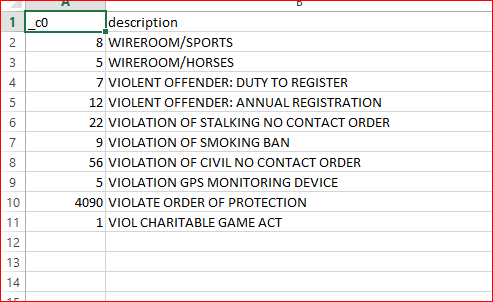 A B
1 _c0 description
2 8 WIREROOM/SPORTS
3 5 WIREROOM/HORSES
4 7 VIOLENT OFFENDER: DUTY TO REGISTER
5 12 VIOLENT OFFENDER: ANNUAL REGISTRATION
6 22 VIOLATION OF STALKING NO CONTACT ORDER
7 9 VIOLATION OF SMOKING BAN
8 56 VIOLATION OF CIVIL NO CONTACT ORDER
9 5 VIOLATION GPS MONITORING DEVICE
10 4090 VIOLATE ORDER OF PROTECTION
11 1 VIOL CHARITABLE GAME ACT
12
13
14
15